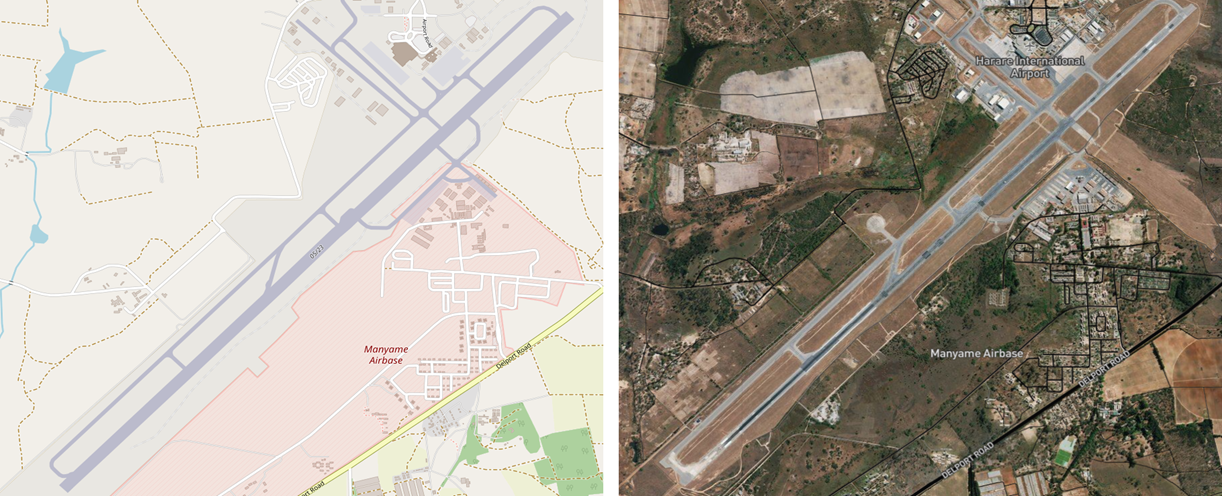 Airport Road
05/23
Manyame
Airbase
Delport Road
Delport Road
Harare International
Airport
Manyame Airbase
DELPORT ROAD
DELPORT ROAD